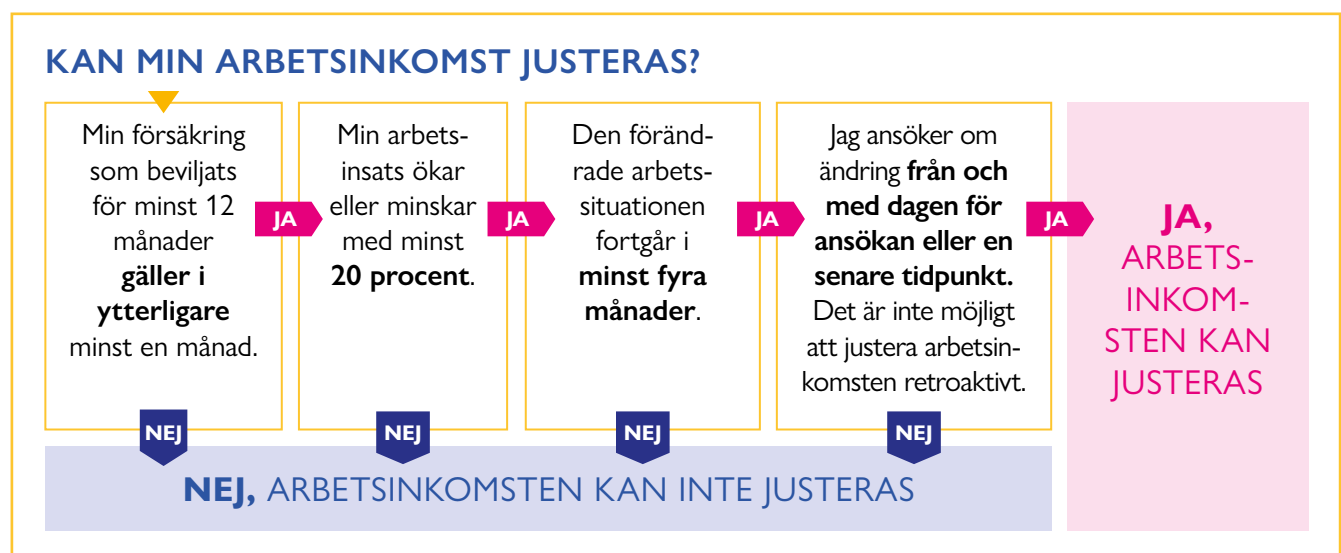 KAN MIN ARBETSINKOMST JUSTERAS?
Min försäkring
som beviljats
för minst 12
månader
gäller i
ytterligare
minst en månad.
JA
NEJ
Min arbets-
insats ökar
eller minskar
med minst
20 procent.
JA
NEJ
Den föränd-
rade arbets-
situationen
fortgår i
minst fyra
månader.
JA
NEJ
Jag ansöker om
ändring från och
med dagen för
ansökan eller en
senare tidpunkt.
Det är inte möjligt
att justera arbetsin-
komsten retroaktivt.
JA
NEJ
JA,
ARBETS-
INKOM-
STEN KAN
JUSTERAS
NEJ, ARBETSINKOMSTEN KAN INTE JUSTERAS